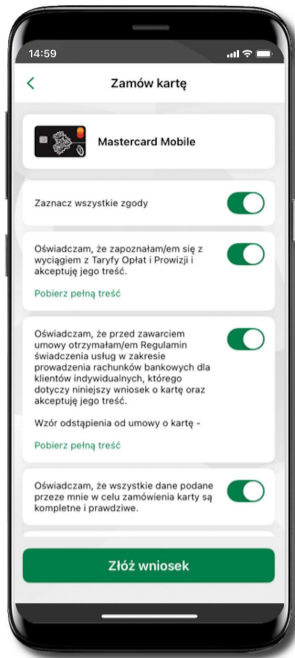 14:59
Zamów kartę
Mastercard Mobile
Zaznacz wszystkie zgody
Oświadczam, że zapoznałam/em się z
wyciągiem z Taryfy Opłat i Prowizji i
akceptuję jego treść.
Pobierz pełną treść
Oświadczam, że przed zawarciem
umowy otrzymałam/em Regulamin
świadczenia usług w zakresie
prowadzenia rachunków bankowych dla
klientów indywidualnych, którego
dotyczy niniejszy wniosek o kartę oraz
akceptuję jego treść.
Wzór odstąpienia od umowy o kartę -
Pobierz pełną treść
Oświadczam, że wszystkie dane podane
przeze mnie w celu zamówienia karty są
kompletne i prawdziwe.
Złóż wniosek